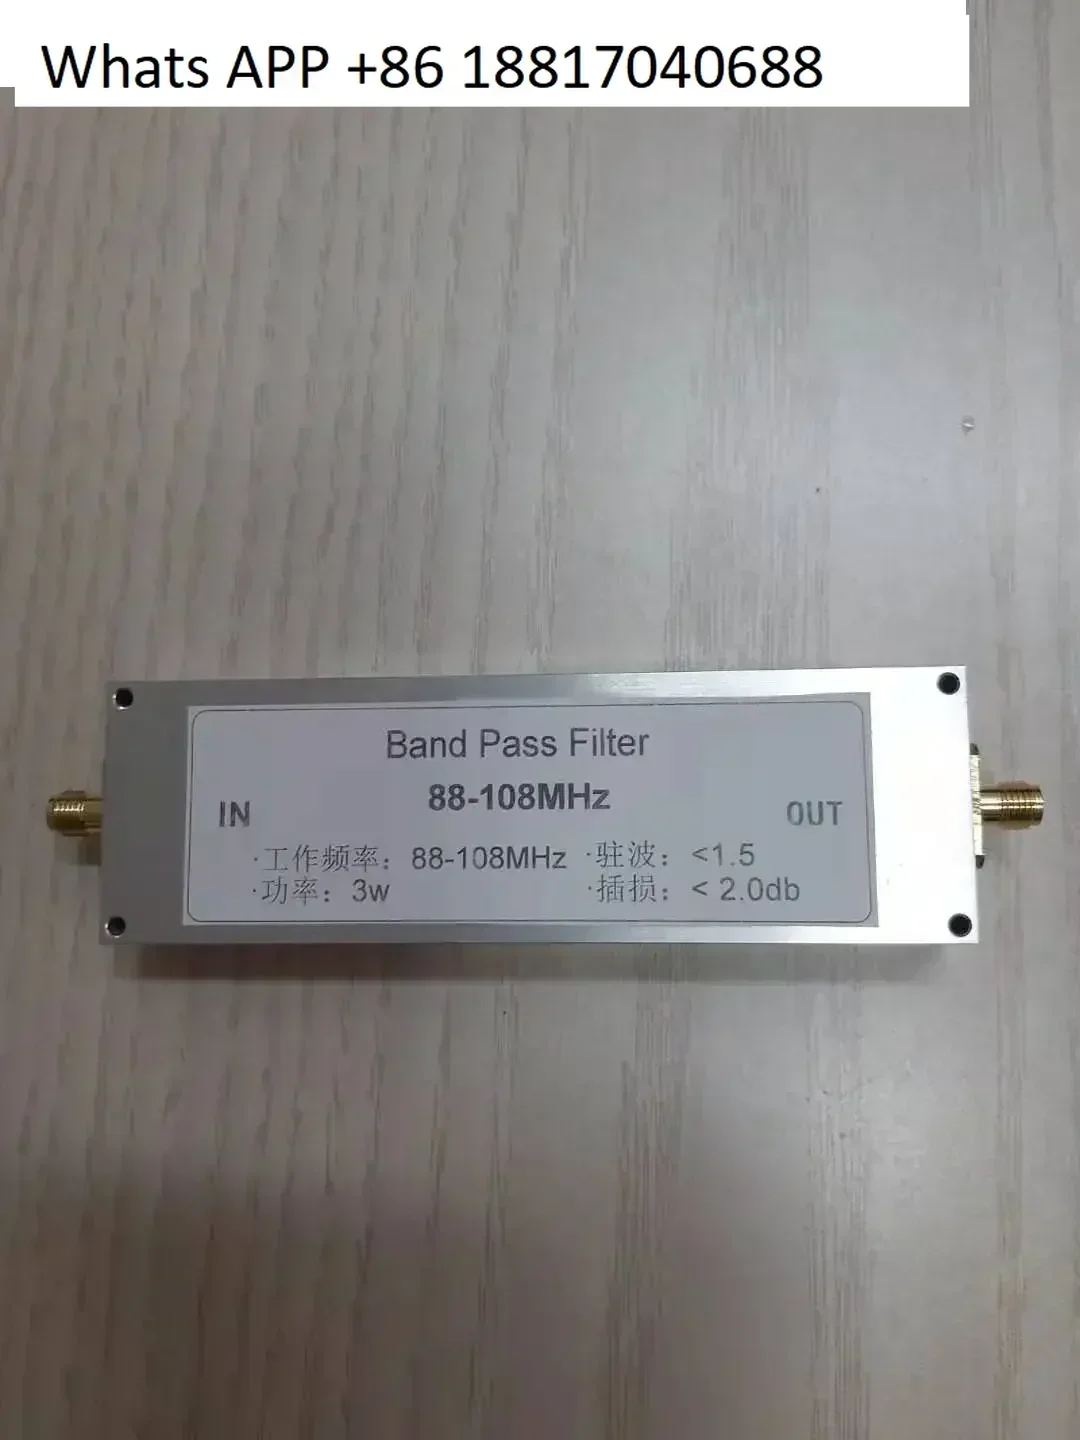 Whats APP +86 18817040688
Band Pass Filter
88-108MHz
IN
OUT
·工作频率：88-108MHz ·驻波：<1.5
·功率：3w ·插损：< 2.0db